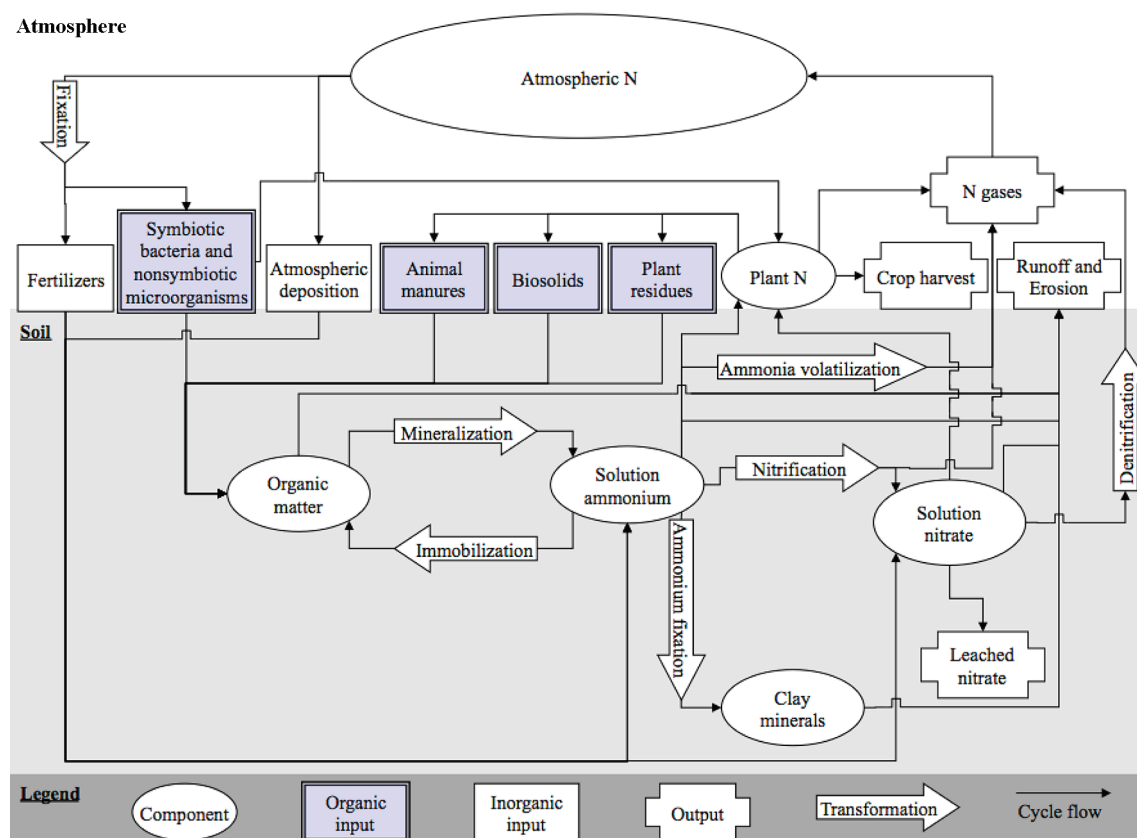 Atmosphere
Atmospheric N
Fixation
N gases
Symbiotic
bacteria and
nonsymbiotic
microorganisms
Fertilizers
Atmospheric
deposition
Animal
manures
Biosolids
Plant
residues
Plant N
Crop harvest
Runoff and
Erosion
Soil
Ammonia volatilization
Denitrification
Mineralization
Organic
matter
Solution
ammonium
Nitrification
Solution
nitrate
Immobilization
Ammonium fixation
Leached
nitrate
Clay
minerals
Legend
Component
Organic
input
Inorganic
input
Output
Transformation
Cycle flow